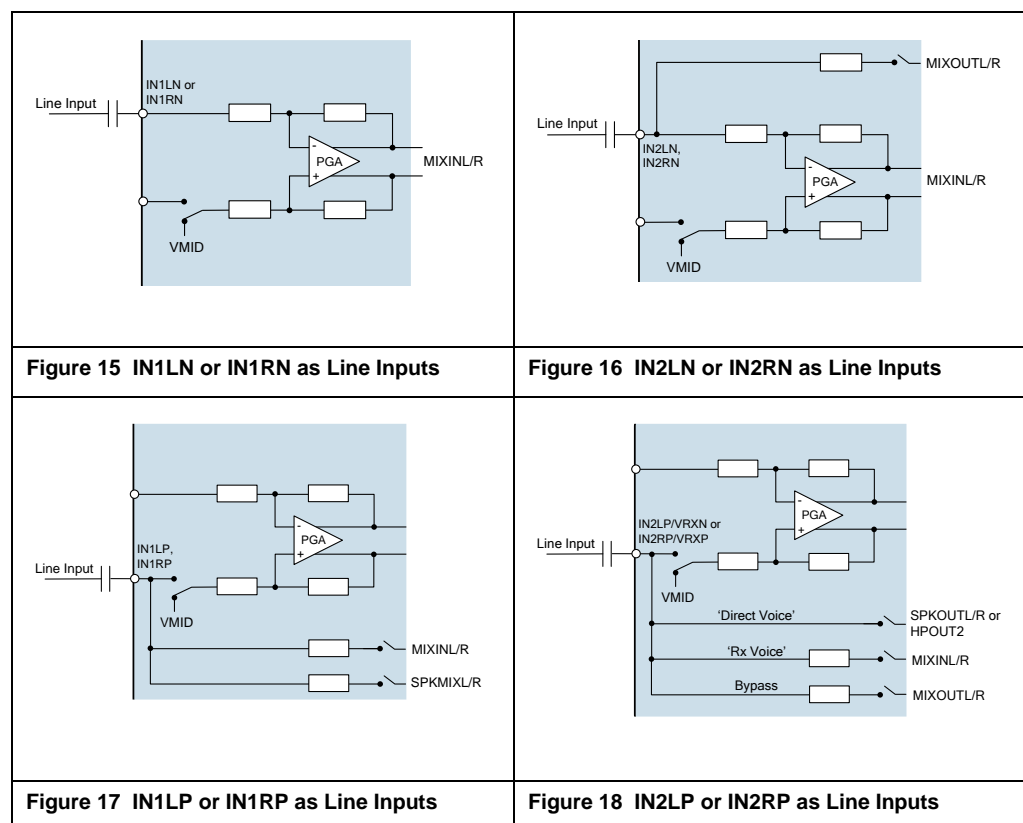 IN1LN or
IN1RN
Line Input
-
PGA
+
MIXINL/R
VMID
Figure 15 IN1LN or IN1RN as Line Inputs
MIXOUTL/R
Line Input
IN2LN,
IN2RN
-
PGA
+
MIXINL/R
VMID
Figure 16 IN2LN or IN2RN as Line Inputs
-
PGA
+
IN1LP,
IN1RP
Line Input
VMID
MIXINL/R
SPKMIXL/R
Figure 17 IN1LP or IN1RP as Line Inputs
-
PGA
+
IN2LP/VRXN or
IN2RP/VRXP
Line Input
VMID
'Direct Voice'
SPKOUTL/R or
HPOUT2
'Rx Voice'
MIXINL/R
Bypass
MIXOUTL/R
Figure 18 IN2LP or IN2RP as Line Inputs